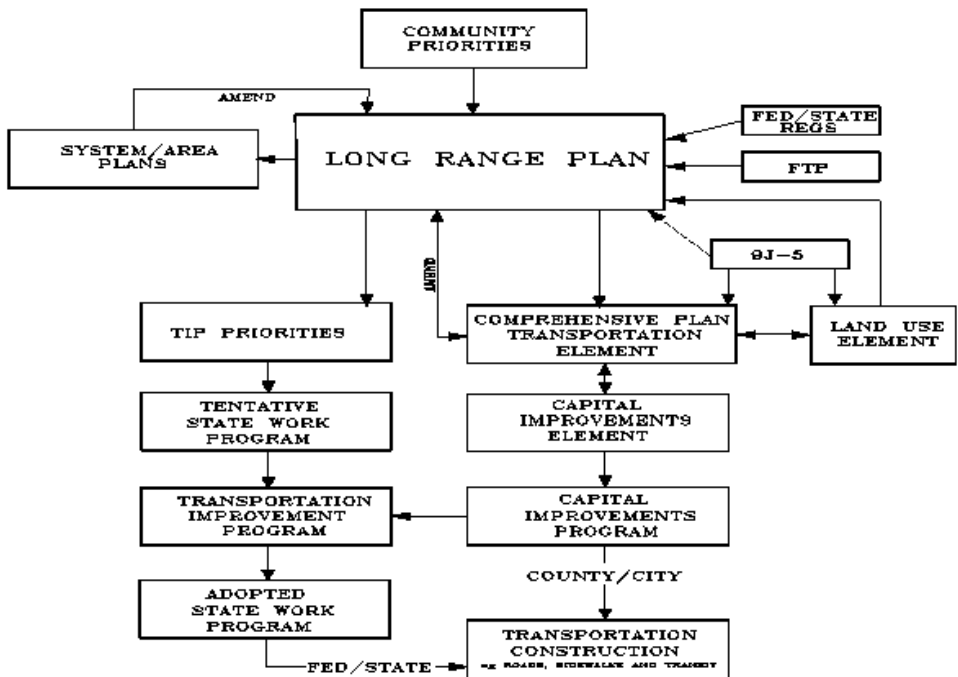 COMMUNITY
PRIORITIES
AMEND
FED/STATE
REGS
SYSTEM/AREA
PLANS
LONG RANGE PLAN
FTP
9J-5
TIP PRIORITIES
COMPREHENSIVE PLAN
TRANSPORTATION
ELEMENT
LAND USE
ELEMENT
TENTATIVE
STATE WORK
PROGRAM
CAPITAL
IMPROVEMENTS
ELEMENT
TRANSPORTATION
IMPROVEMENT
PROGRAM
CAPITAL
IMPROVEMENTS
PROGRAM
COUNTY/CITY
ADOPTED
STATE WORK
PROGRAM
TRANSPORTATION
CONSTRUCTION
ROADS, SIDEWALKS AND TRANSIT
FED/STATE